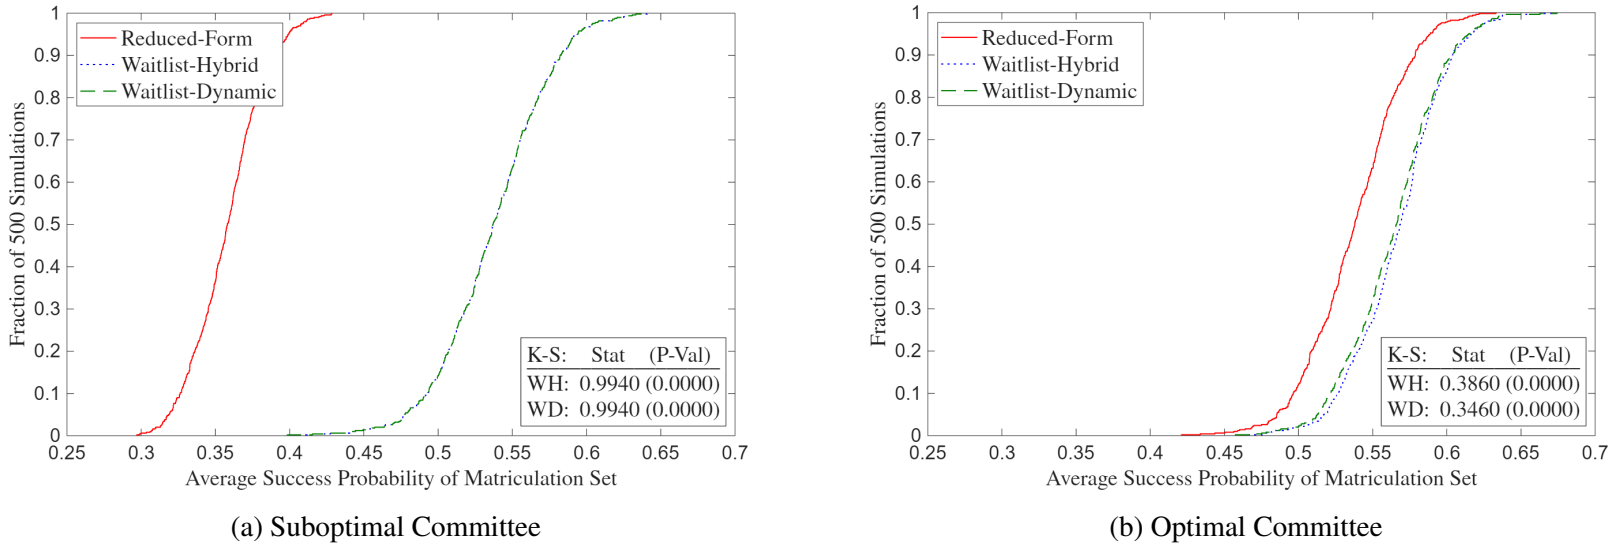 1
0.9
0.8
0.7
0.6
0.5
0.4
0.3
0.2
0.1
0
Fraction of 500 Simulations
Reduced-Form
Waitlist-Hybrid
Waitlist-Dynamic
K-S: Stat (P-Val)
WH: 0.9940 (0.0000)
WD: 0.9940 (0.0000)
0.25 0.3 0.35 0.4 0.45 0.5 0.55 0.6 0.65 0.7
Average Success Probability of Matriculation Set
(a) Suboptimal Committee
1
0.9
0.8
0.7
0.6
0.5
0.4
0.3
0.2
0.1
0
Fraction of 500 Simulations
Reduced-Form
Waitlist-Hybrid
Waitlist-Dynamic
K-S: Stat (P-Val)
WH: 0.3860 (0.0000)
WD: 0.3460 (0.0000)
0.25 0.3 0.35 0.4 0.45 0.5 0.55 0.6 0.65 0.7
Average Success Probability of Matriculation Set
(b) Optimal Committee